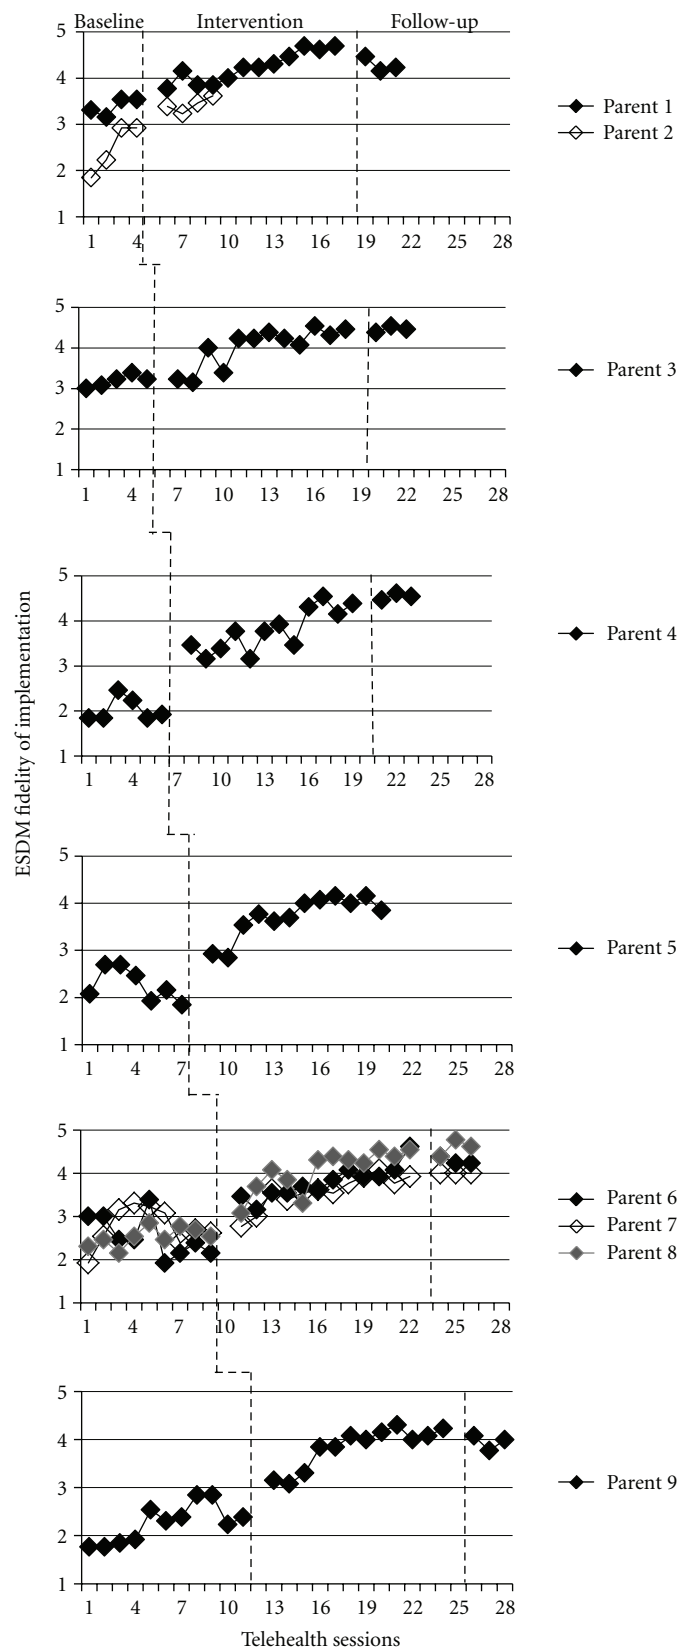 Baseline Intervention Follow-up
5
4
3
2
1
1 4 7 10 13 16 19 22 25 28
Parent 1
Parent 2
5
4
3
2
1
1 4 7 10 13 16 19 22 25 28
Parent 3
ESDM fidelity of implementation
5
4
3
2
1
1 4 7 10 13 16 19 22 25 28
Parent 4
5
4
3
2
1
1 4 7 10 13 16 19 22 25 28
Parent 5
5
4
3
2
1
1 4 7 10 13 16 19 22 25 28
Parent 6
Parent 7
Parent 8
5
4
3
2
1
1 4 7 10 13 16 19 22 25 28
Parent 9
Telehealth sessions